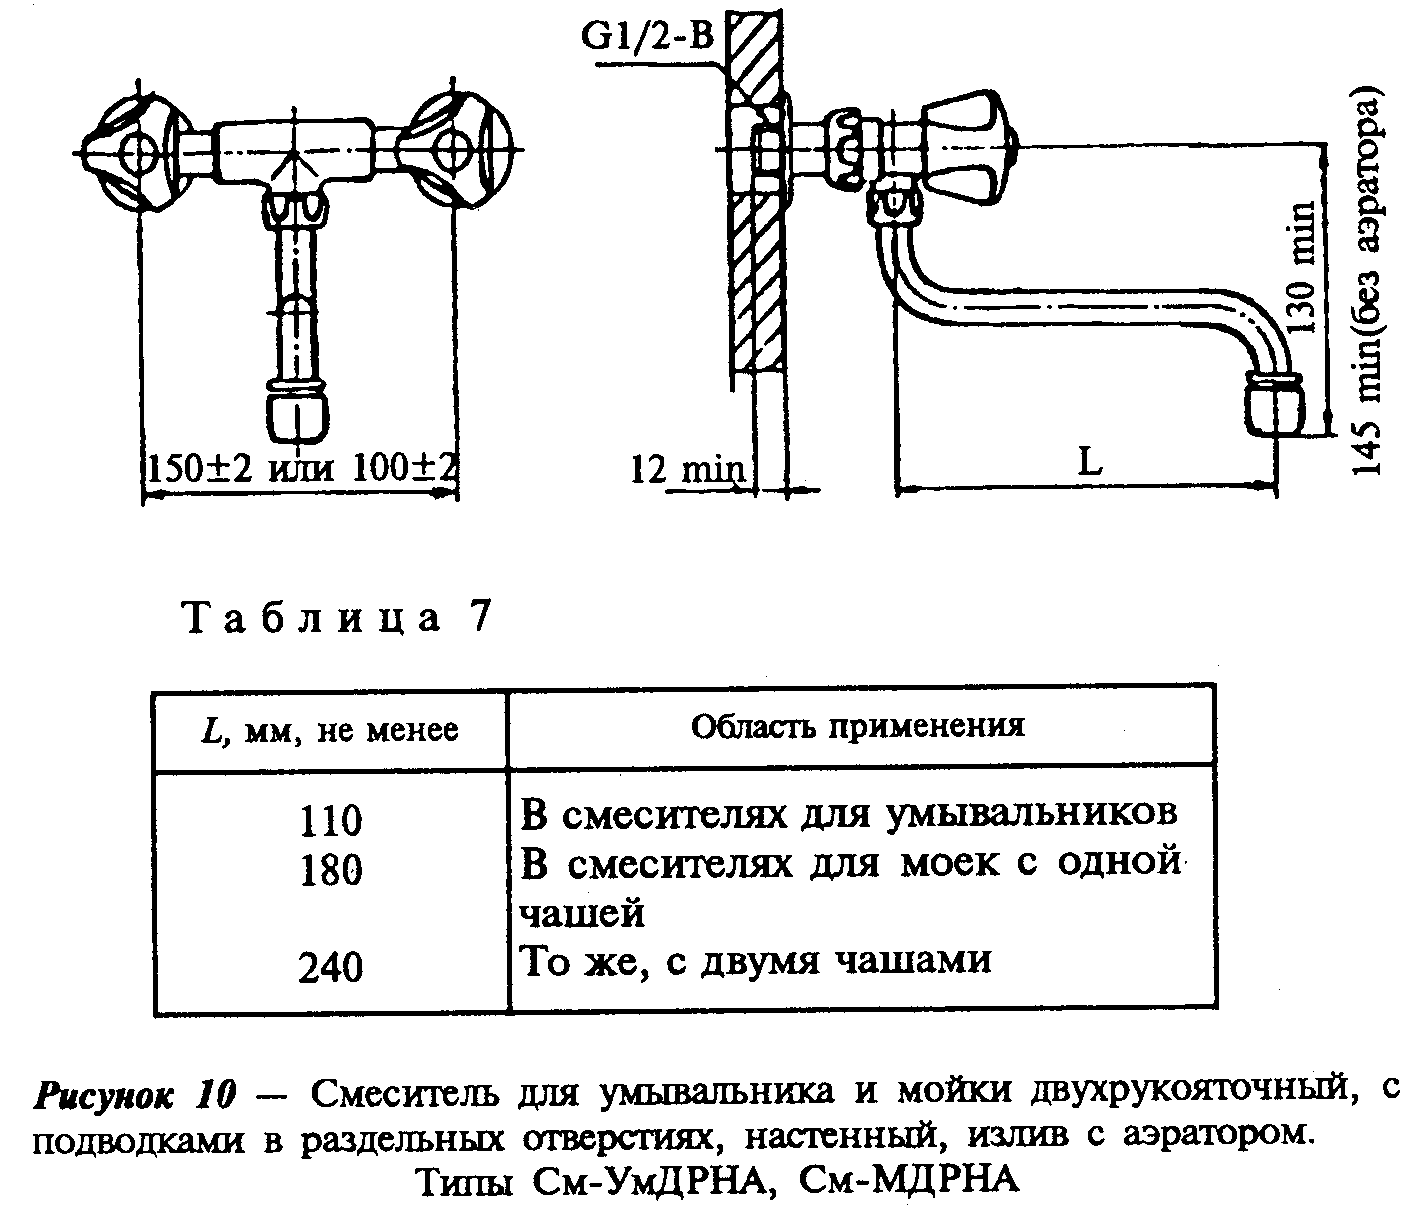 G1/2-B
150±2 или 100±2
12 min
L
130 min
145 min(без аэратора)
Таблица 7
L, мм, не менее
Область применения
110
В смесителях для умывальников
180
В смесителях для моек с одной
чашей
240
То же, с двумя чашами
Рисунок 10 — Смеситель для умывальника и мойки двухрукояточный, с
подводками в раздельных отверстиях, настенный, излив с аэратором.
Типы См-УмДРНА, См-МДРНА